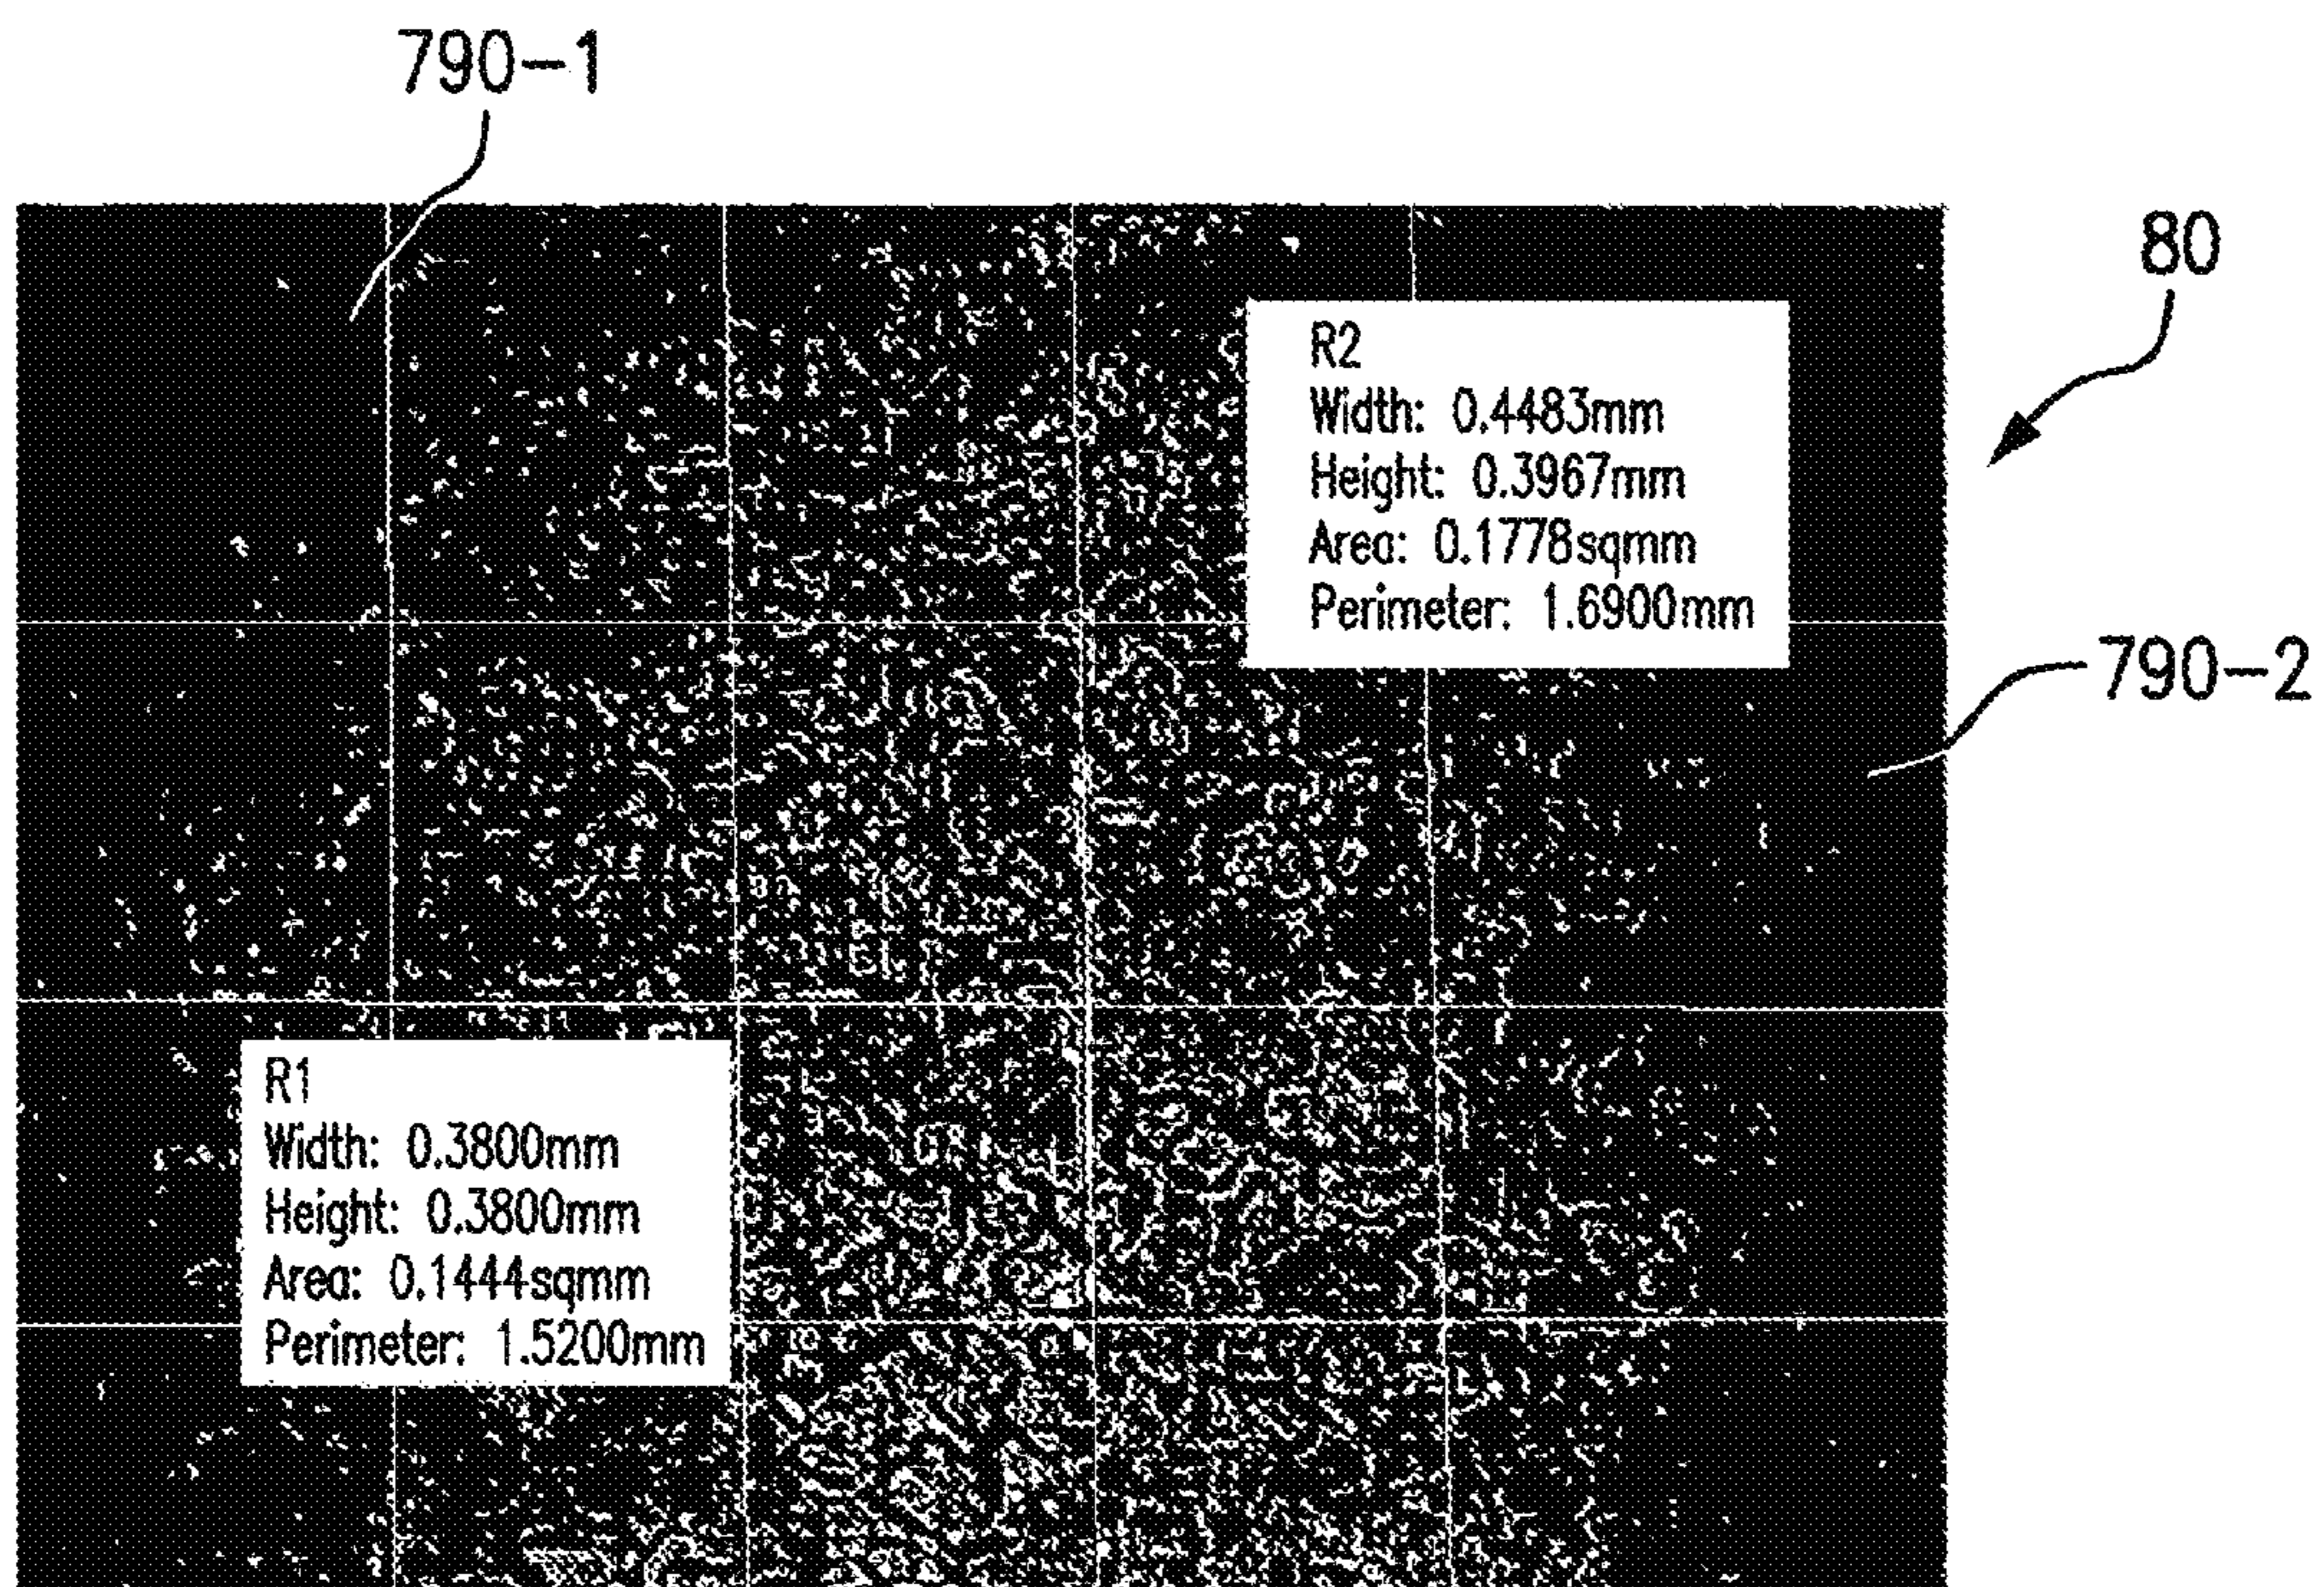 790-1
80
R2
Width: 0.4483mm
Height: 0.3967mm
Area: 0.1778sqmm
Perimeter: 1.6900mm
790-2
R1
Width: 0.3800mm
Height: 0.3800mm
Area: 0.1444sqmm
Perimeter: 1.5200mm